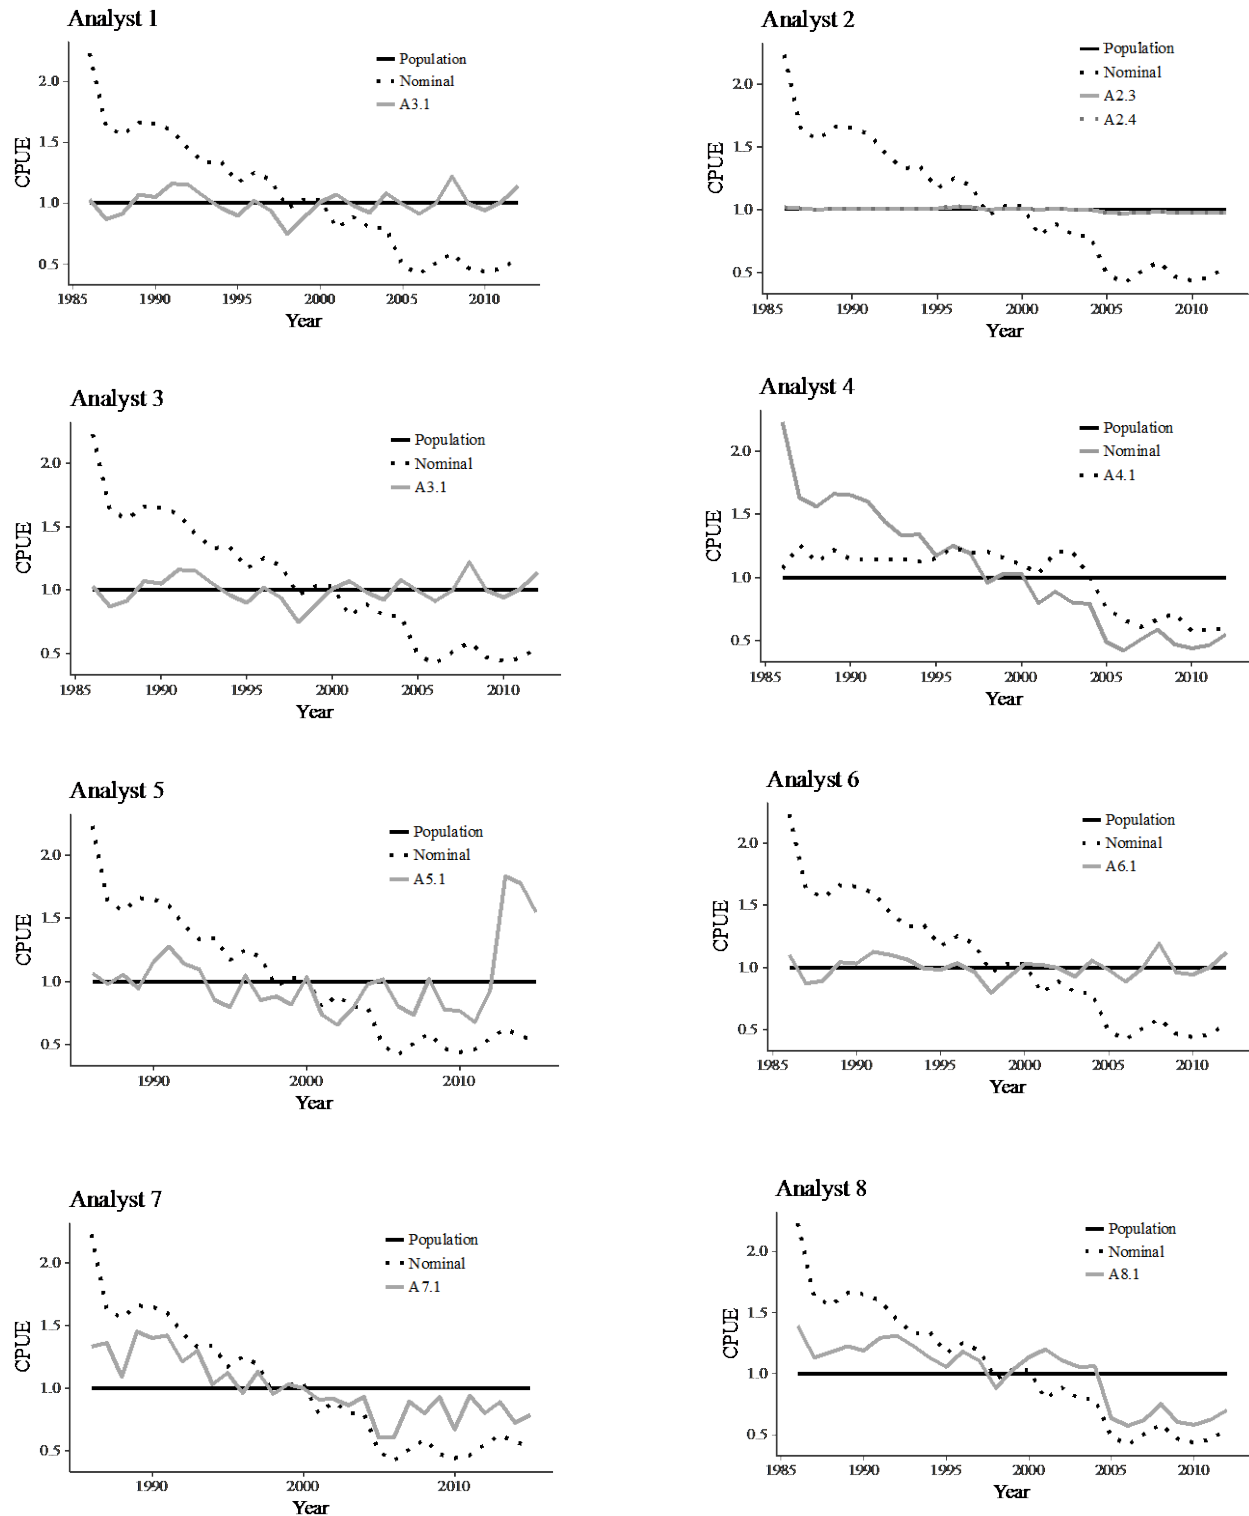 Analyst 1
Population
Nominal
A3.1
CPUE
2.0
1.5
1.0
0.5
1985 1990 1995 2000 2005 2010
Year
Analyst 2
Population
Nominal
A2.3
A2.4
CPUE
2.0
1.5
1.0
0.5
1985 1990 1995 2000 2005 2010
Year
Analyst 3
Population
Nominal
A3.1
CPUE
2.0
1.5
1.0
0.5
1985 1990 1995 2000 2005 2010
Year
Analyst 4
Population
Nominal
A4.1
CPUE
2.0
1.5
1.0
0.5
1985 1990 1995 2000 2005 2010
Year
Analyst 5
Population
Nominal
A5.1
CPUE
2.0
1.5
1.0
0.5
1990 2000 2010
Year
Analyst 6
Population
Nominal
A6.1
CPUE
2.0
1.5
1.0
0.5
1985 1990 1995 2000 2005 2010
Year
Analyst 7
Population
Nominal
A7.1
CPUE
2.0
1.5
1.0
0.5
1990 2000 2010
Year
Analyst 8
Population
Nominal
A8.1
CPUE
2.0
1.5
1.0
0.5
1985 1990 1995 2000 2005 2010
Year